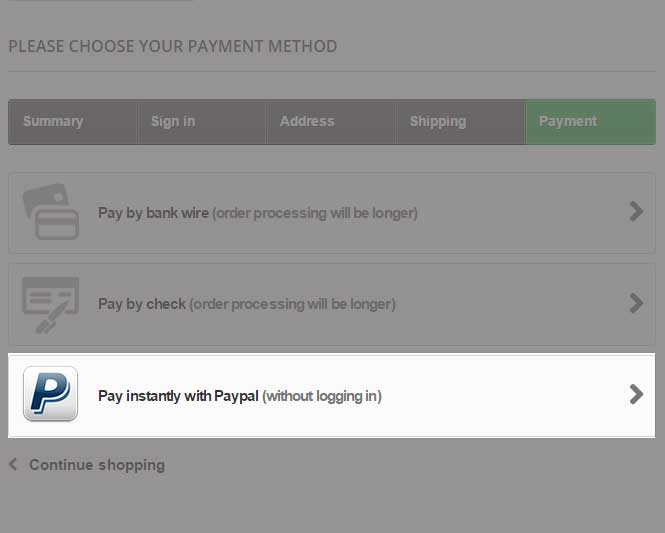 PLEASE CHOOSE YOUR PAYMENT METHOD
Summary Sign in Address Shipping Payment
Pay by bank wire (order processing will be longer)
Pay by check (order processing will be longer)
P
Pay instantly with Paypal (without logging in)
Continue shopping